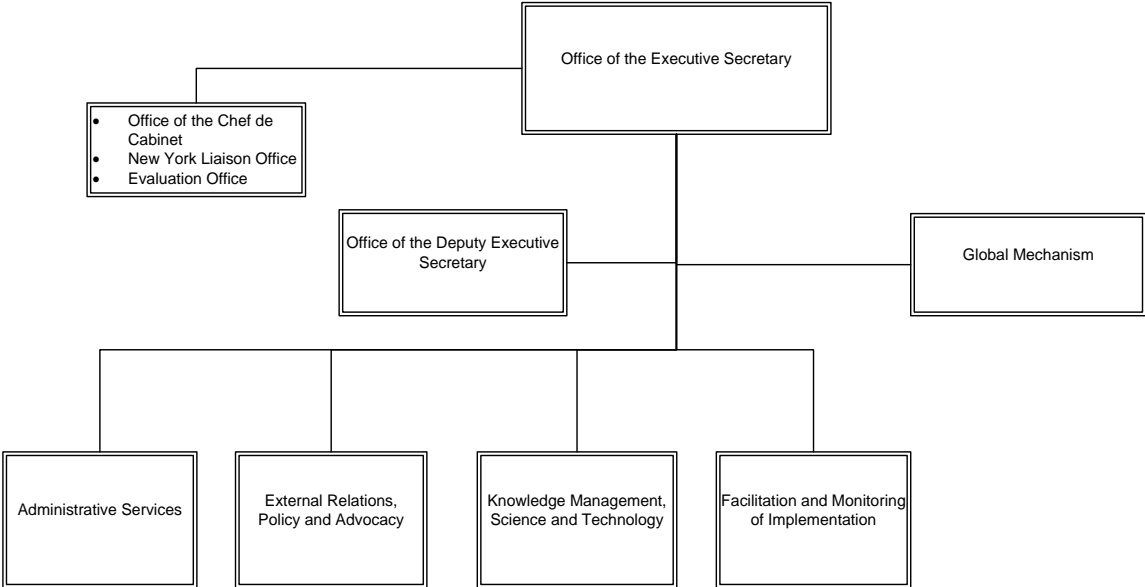 Office of the Executive Secretary
• Office of the Chef de
Cabinet
• New York Liaison Office
• Evaluation Office
Office of the Deputy Executive
Secretary
Global Mechanism
Administrative Services
External Relations,
Policy and Advocacy
Knowledge Management,
Science and Technology
Facilitation and Monitoring
of Implementation